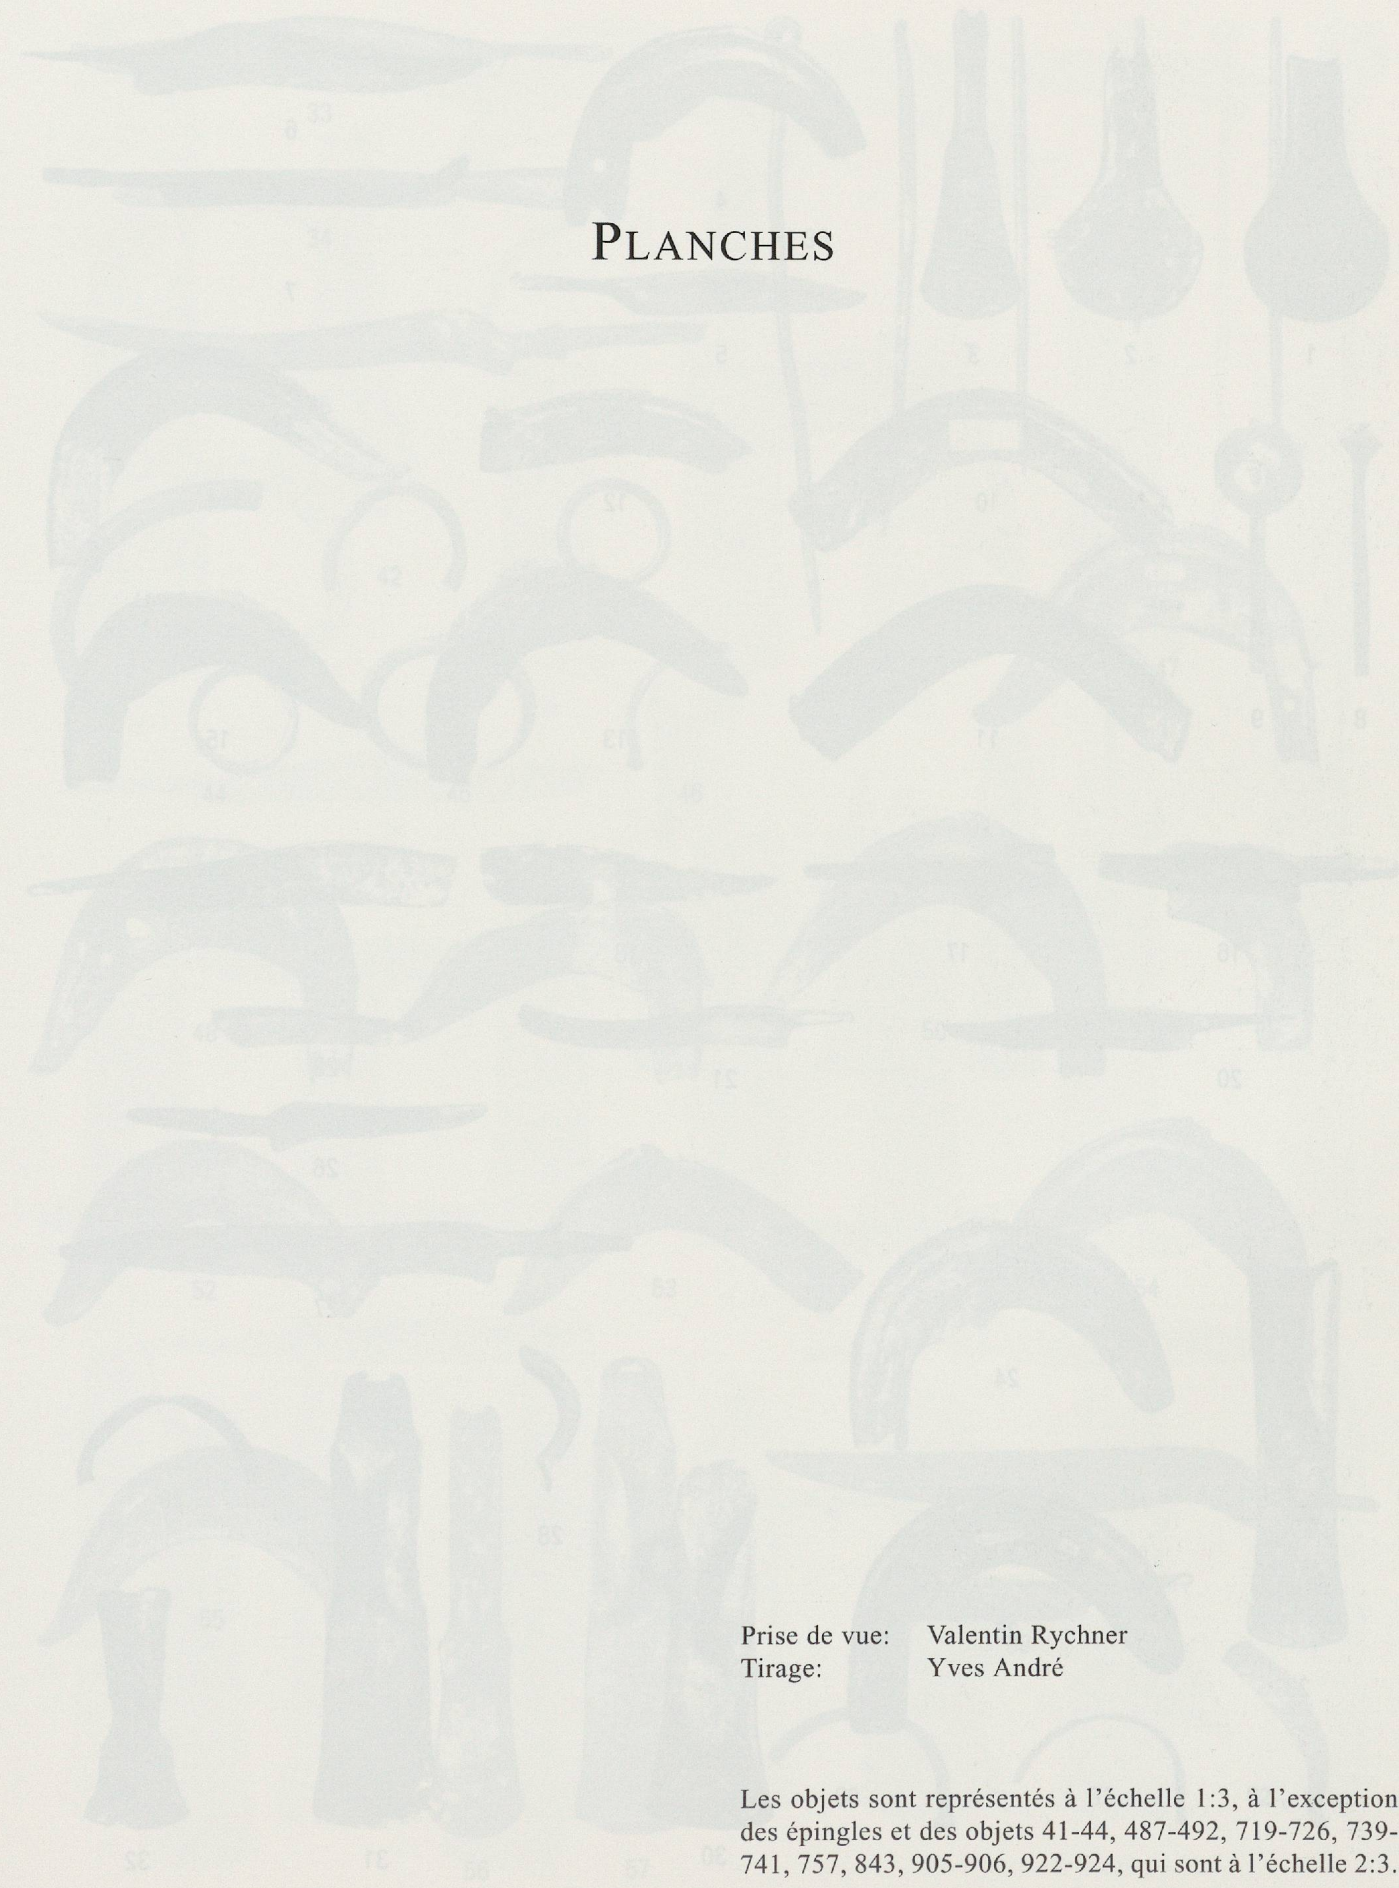 PLANCHES
Prise de vue: Valentin Rychner
Tirage: Yves André
Les objets sont représentés à l'échelle 1:3, à l'exception
des épingles et des objets 41-44, 487-492, 719-726, 739-
741, 757, 843, 905-906, 922-924, qui sont à l'échelle 2:3.